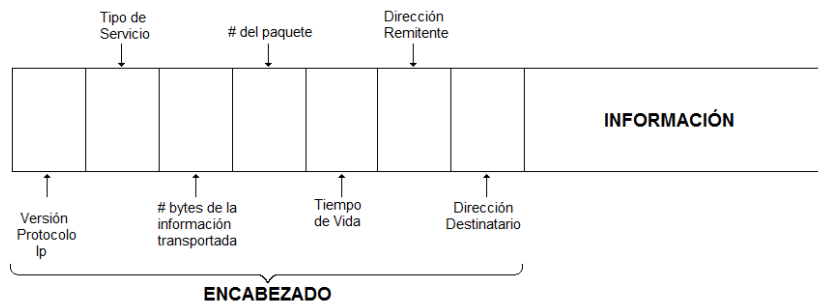 Tipo de
Servicio
# del paquete
Dirección
Remitente
INFORMACIÓN
Versión
Protocolo
Ip
# bytes de la
información
transportada
Tiempo
de Vida
Dirección
Destinatario
ENCABEZADO